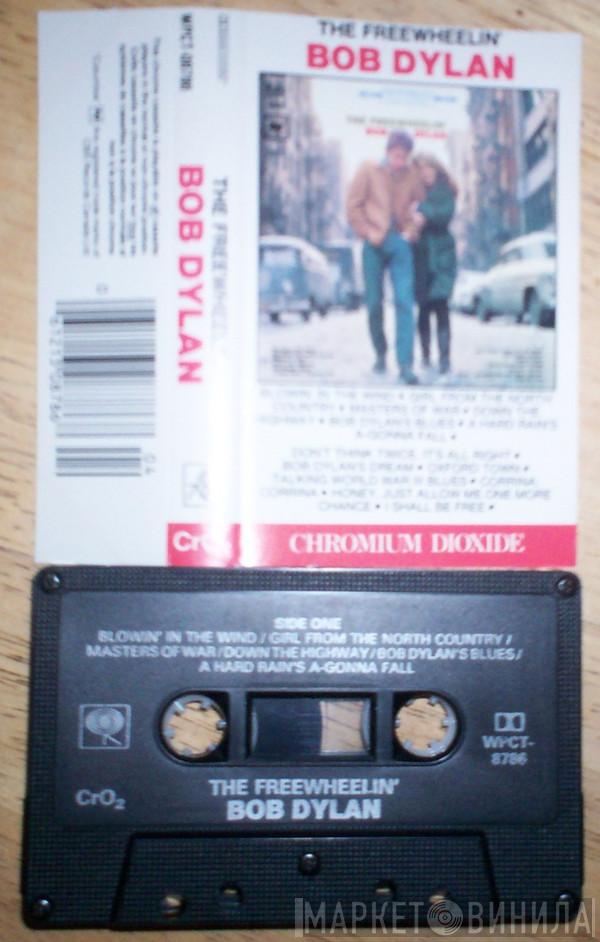 THE FREEWHEELIN'
BOB DYLAN
THE FREEWHEELIN'
BOB DYLAN
BLOWIN' IN THE WIND • GIRL FROM THE NORTH
COUNTRY • MASTERS OF WAR • DOWN THE
HIGHWAY • BOB DYLAN'S BLUES • A HARD RAIN'S
A-GONNA FALL •
DON'T THINK TWICE, IT'S ALL RIGHT •
BOB DYLAN'S DREAM • OXFORD TOWN •
TALKING WORLD WAR III BLUES • CORRINA,
CORRINA • HONEY, JUST ALLOW ME ONE MORE
CHANCE • I SHALL BE FREE •
CHROMIUM DIOXIDE
WPCT 08786
THE FREEWHEELIN'
BOB DYLAN
CrO2
04
SIDE ONE
BLOWIN' IN THE WIND / GIRL FROM THE NORTH COUNTRY /
MASTERS OF WAR / DOWN THE HIGHWAY / BOB DYLAN'S BLUES /
A HARD RAIN'S A-GONNA FALL
WPCT-
8786
CrO2
THE FREEWHEELIN'
BOB DYLAN
МАРКЕТ ВИНИЛА